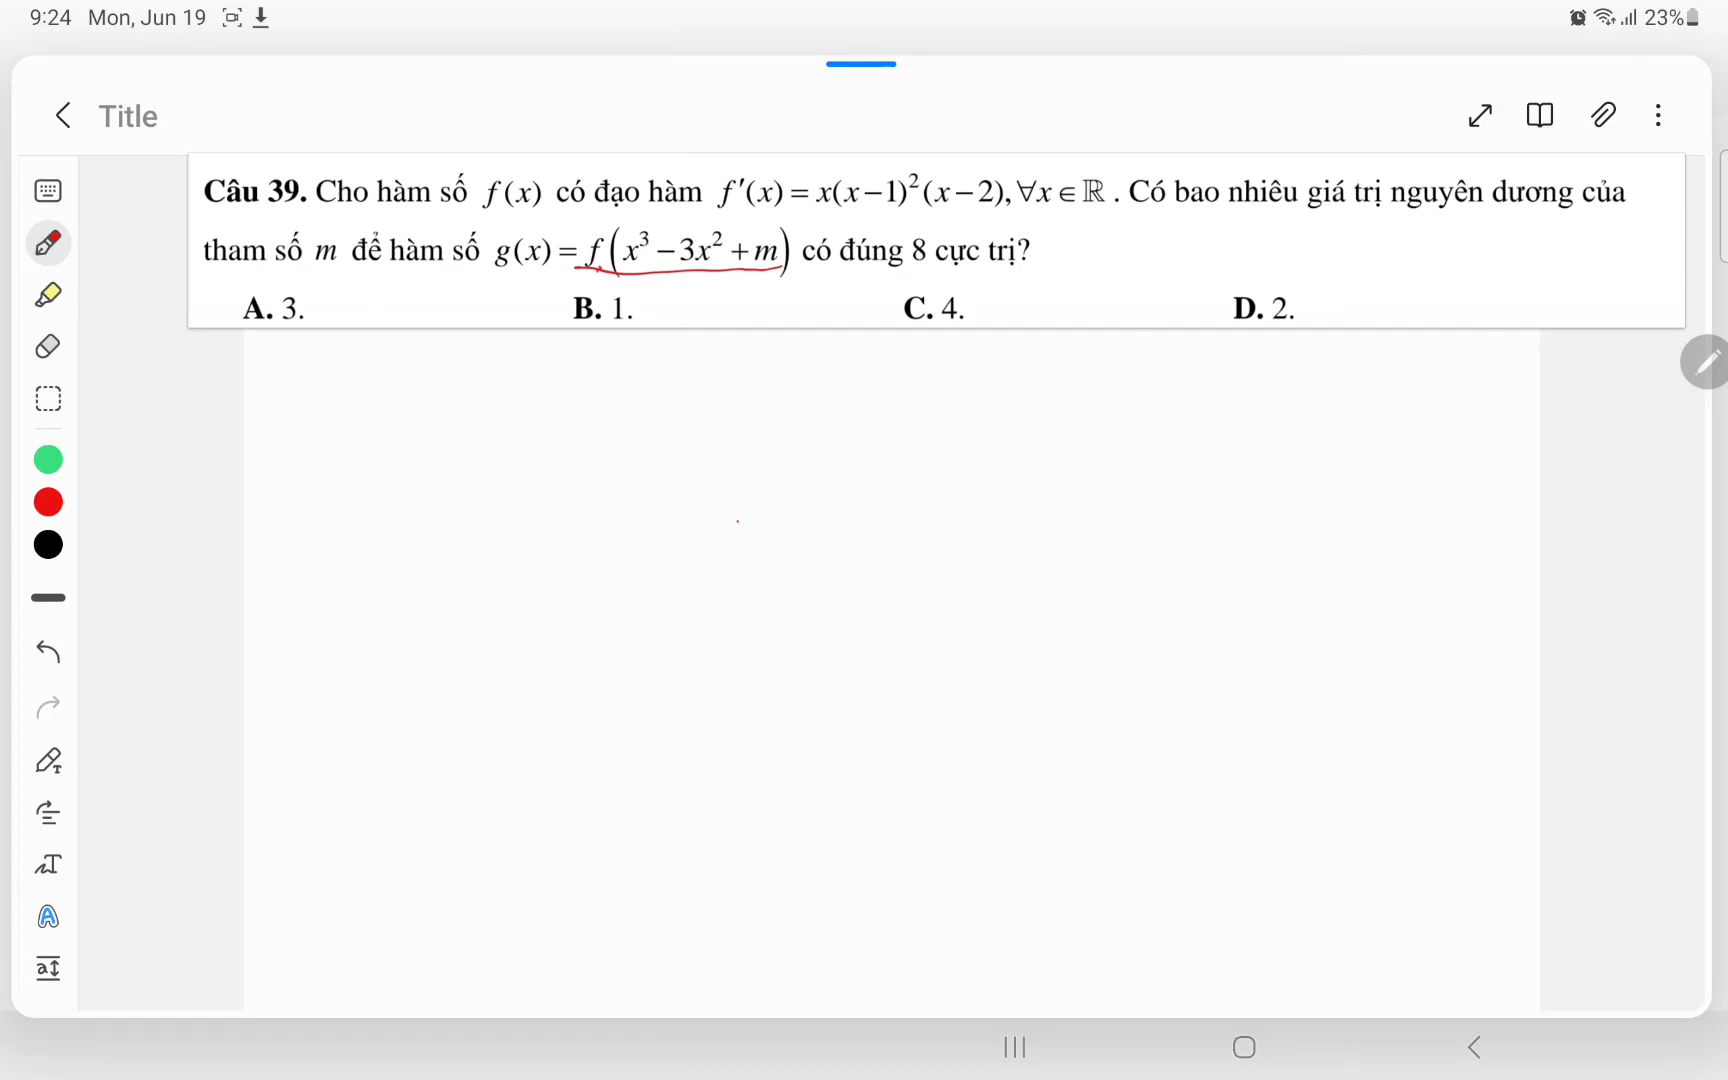 9:24 Mon, Jun 19 23%
Title
Câu 39. Cho hàm số f(x) có đạo hàm f'(x) = x(x−1)²(x−2), ∀x ∈ ℝ. Có bao nhiêu giá trị nguyên dương của
tham số m để hàm số g(x) = f(x³ − 3x² + m) có đúng 8 cực trị?
A. 3. B. 1. C. 4. D. 2.